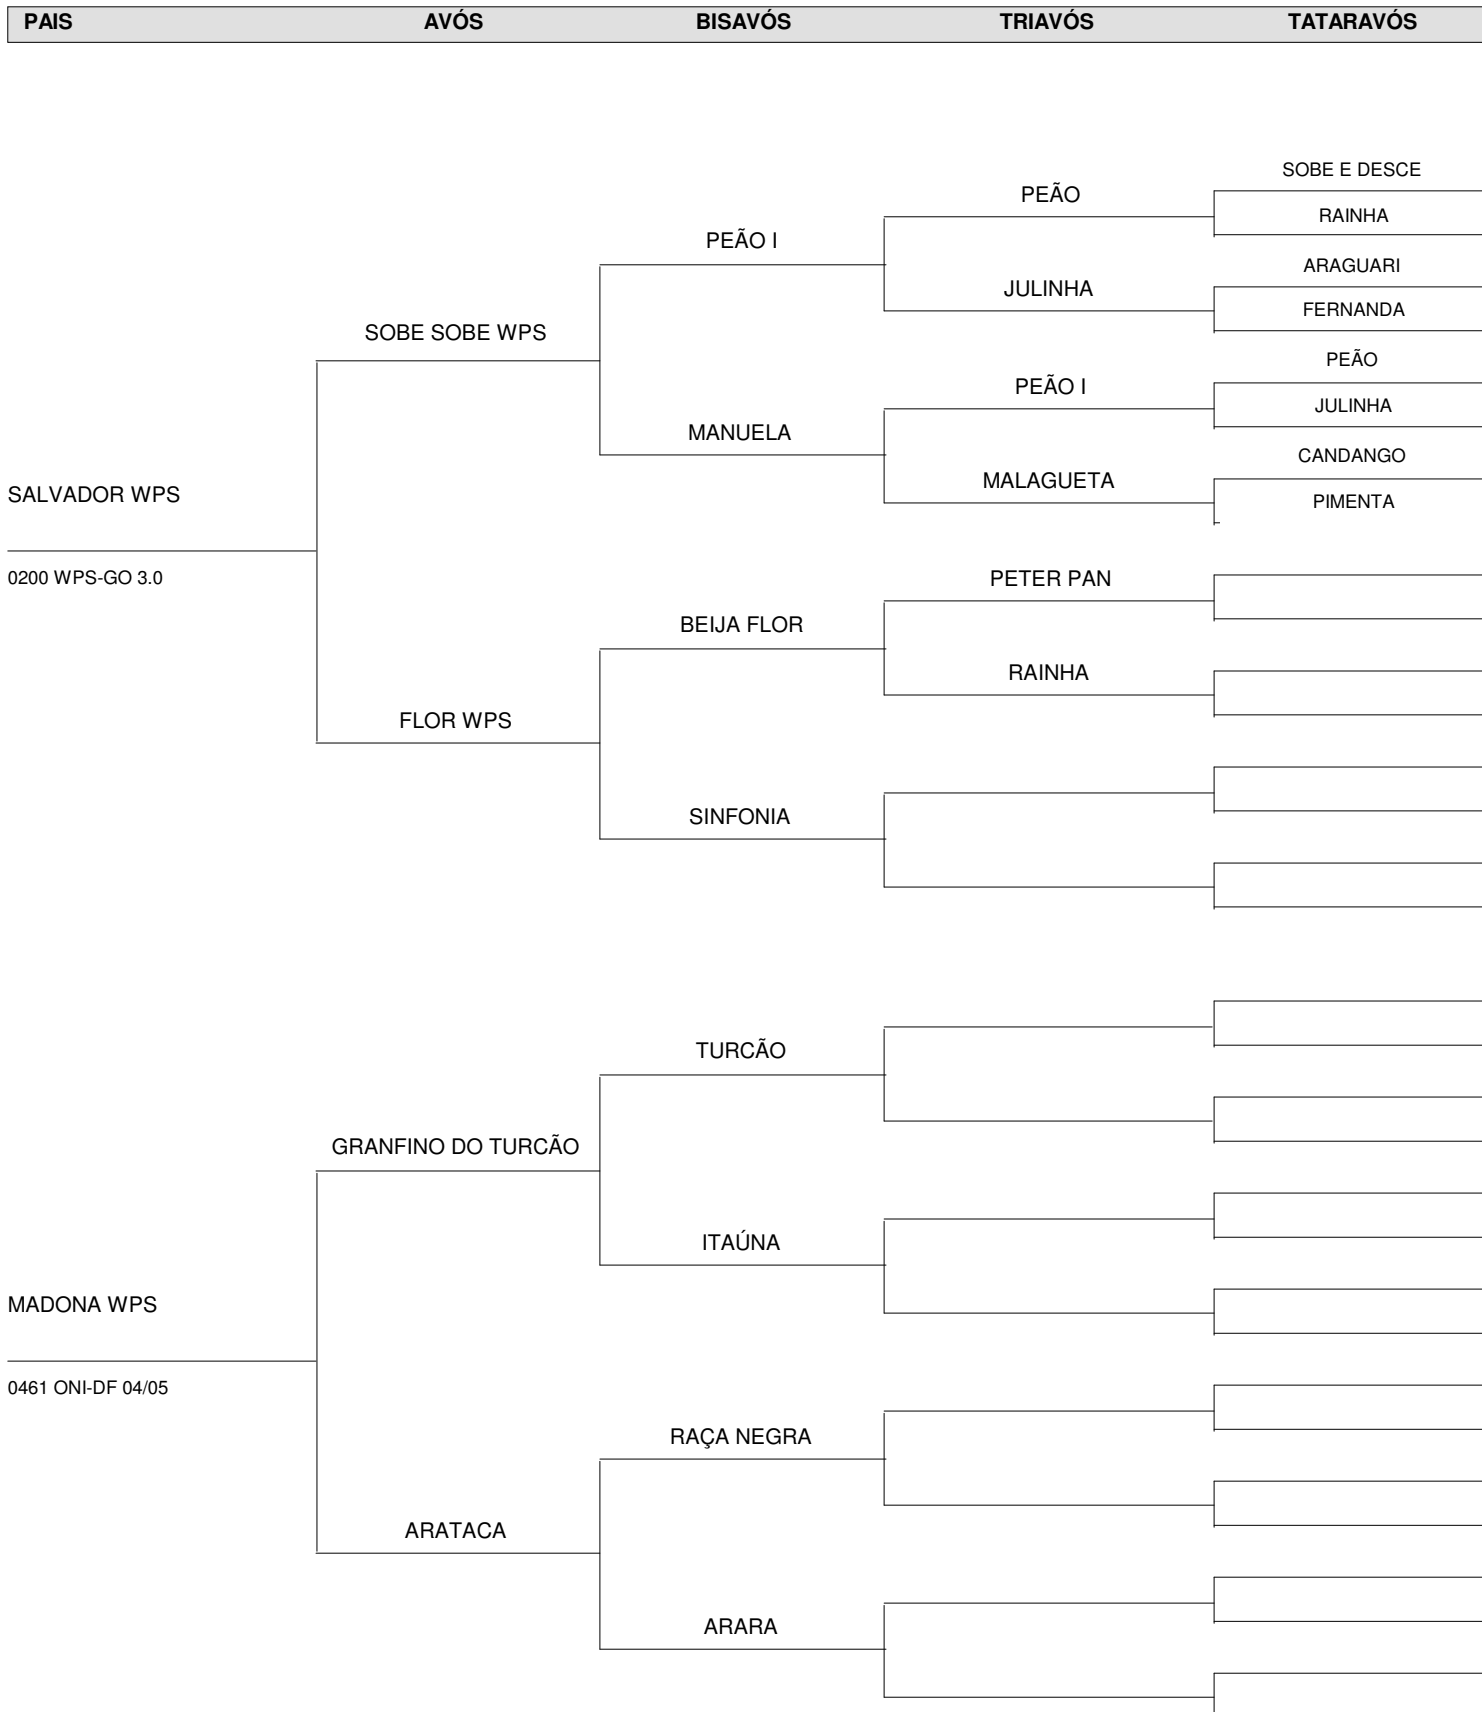 PAIS AVÓS BISAVÓS TRIAVÓS TATARAVÓS
SOBE E DESCE
PEÃO
RAINHA
PEÃO I
ARAGUARI
JULINHA
FERNANDA
SOBE SOBE WPS
PEÃO
PEÃO I
JULINHA
MANUELA
CANDANGO
MALAGUETA
SALVADOR WPS
PIMENTA
0200 WPS-GO 3.0
PETER PAN
BEIJA FLOR
RAINHA
FLOR WPS
SINFONIA
TURCÃO
GRANFINO DO TURCÃO
ITAÚNA
MADONA WPS
0461 ONI-DF 04/05
RAÇA NEGRA
ARATACA
ARARA